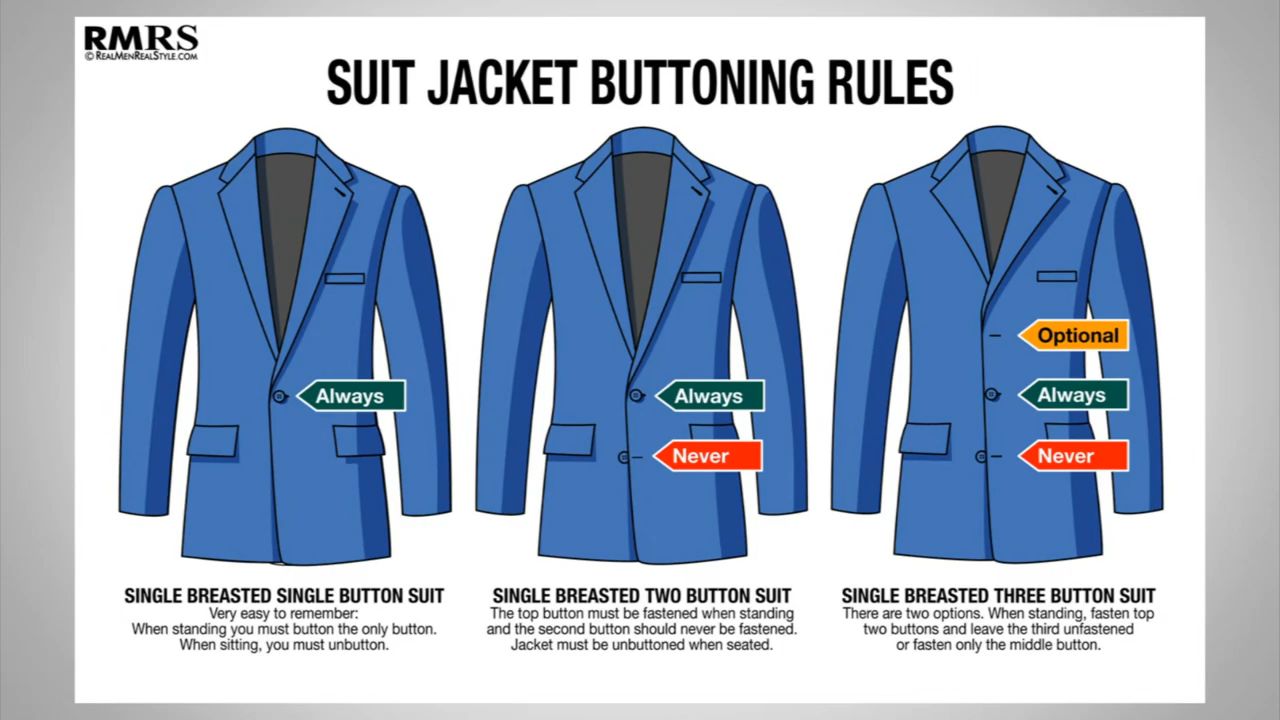 RMRS
© REALMENREALSTYLE.COM
SUIT JACKET BUTTONING RULES
Always
Always
Never
Optional
Always
Never
SINGLE BREASTED SINGLE BUTTON SUIT
Very easy to remember:
When standing you must button the only button.
When sitting, you must unbutton.
SINGLE BREASTED TWO BUTTON SUIT
The top button must be fastened when standing
and the second button should never be fastened.
Jacket must be unbuttoned when seated.
SINGLE BREASTED THREE BUTTON SUIT
There are two options. When standing, fasten top
two buttons and leave the third unfastened
or fasten only the middle button.